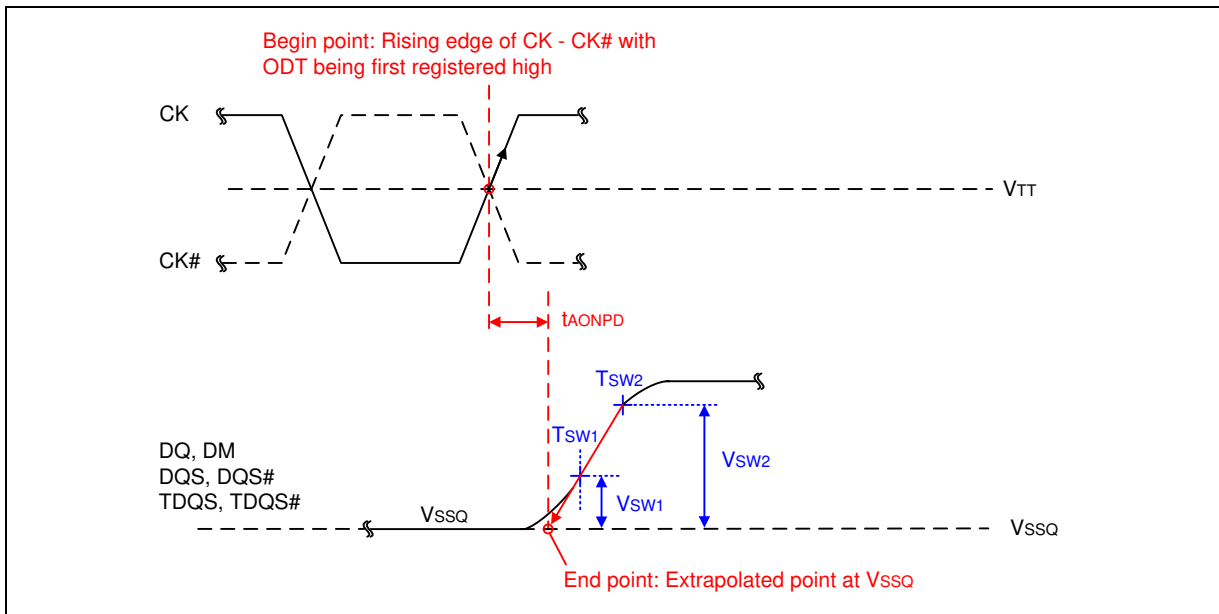 Begin point: Rising edge of CK - CK# with
ODT being first registered high
CK
VTT
CK#
tAONPD
TSW2
TSW1
DQ, DM
DQS, DQS#
TDQS, TDQS#
VSW2
VSW1
VSSQ
VSSQ
End point: Extrapolated point at VSSQ